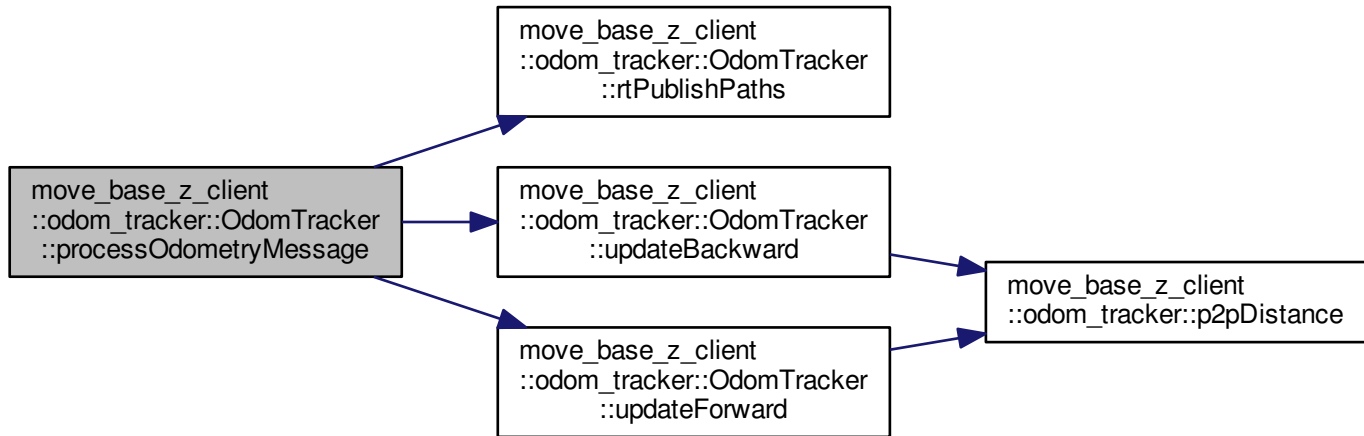 move_base_z_client
::odom_tracker::OdomTracker
::rtPublishPaths
move_base_z_client
::odom_tracker::OdomTracker
::processOdometryMessage
move_base_z_client
::odom_tracker::OdomTracker
::updateBackward
move_base_z_client
::odom_tracker::p2pDistance
move_base_z_client
::odom_tracker::OdomTracker
::updateForward